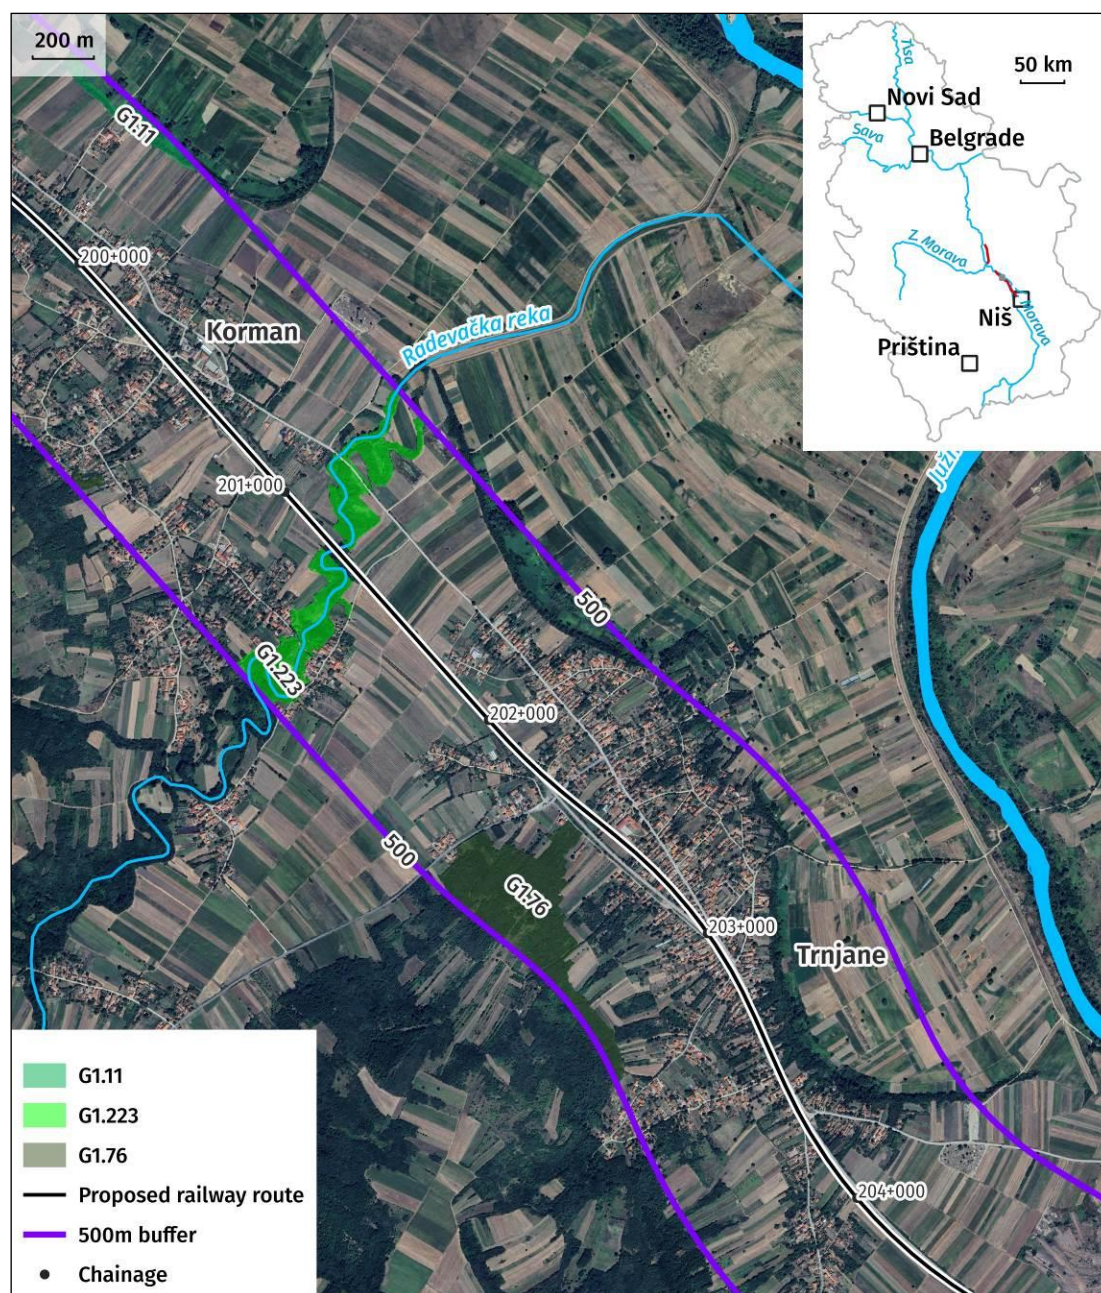 200 m
G1.11
200+000
Korman
Radevačka reka
201+000
500
G1.223
202+000
500
G1.76
203+000
Trnjane
204+000
Tisa
50 km
Novi Sad
Sava
Belgrade
Z. Morava
Niš
Morava
Priština
G1.11
G1.223
G1.76
Proposed railway route
500m buffer
Chainage